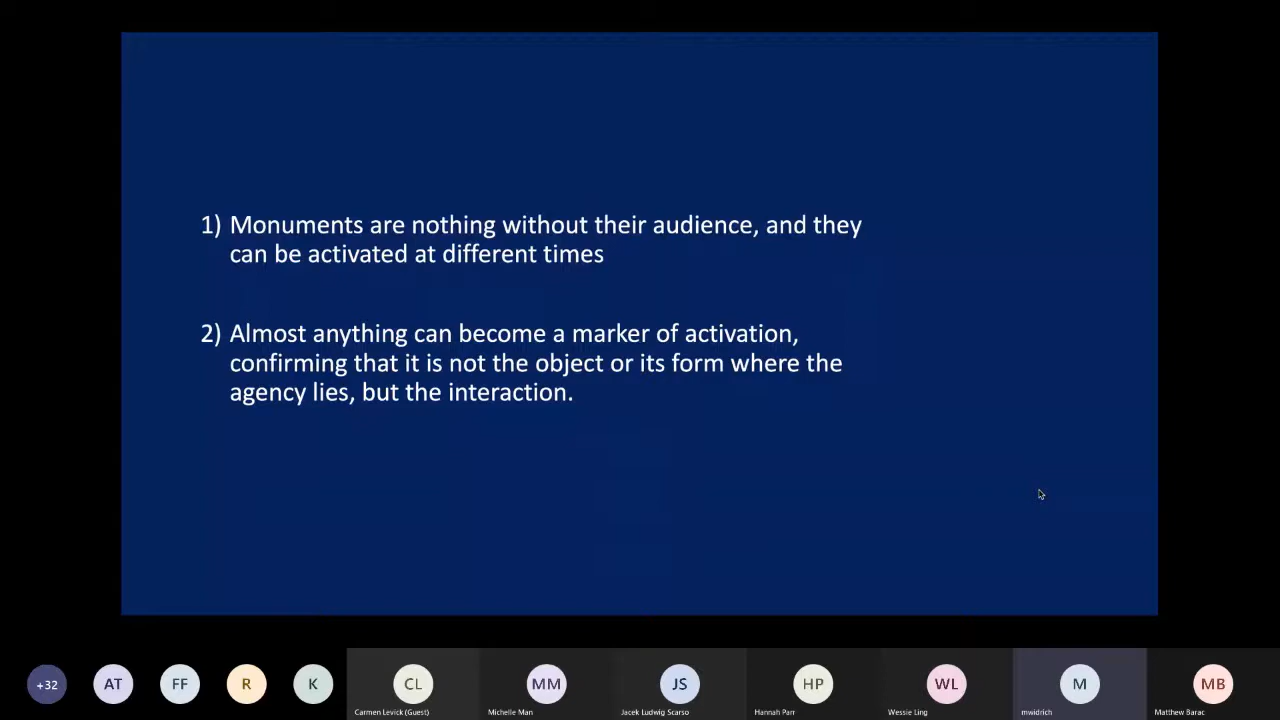 1) Monuments are nothing without their audience, and they
can be activated at different times
2) Almost anything can become a marker of activation,
confirming that it is not the object or its form where the
agency lies, but the interaction.
+32 AT FF R K CL MM JS HP WL M MB
Carmen Levick (Guest) Michelle Man Jacek Ludwig Scarso Hannah Parr Wessie Ling mwidrich Matthew Barac